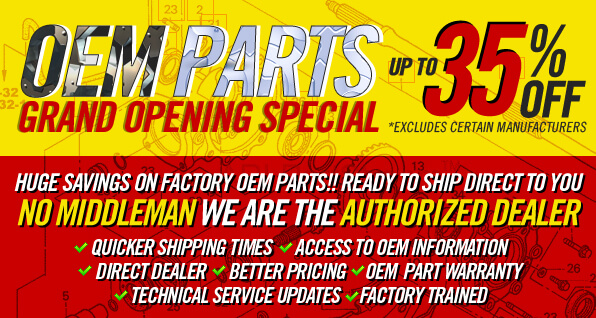 OEM PARTS
GRAND OPENING SPECIAL
UP TO 35% OFF
*EXCLUDES CERTAIN MANUFACTURERS
HUGE SAVINGS ON FACTORY OEM PARTS!! READY TO SHIP DIRECT TO YOU
NO MIDDLEMAN WE ARE THE AUTHORIZED DEALER
✓ QUICKER SHIPPING TIMES ✓ ACCESS TO OEM INFORMATION
✓ DIRECT DEALER ✓ BETTER PRICING ✓ OEM PART WARRANTY
✓ TECHNICAL SERVICE UPDATES ✓ FACTORY TRAINED